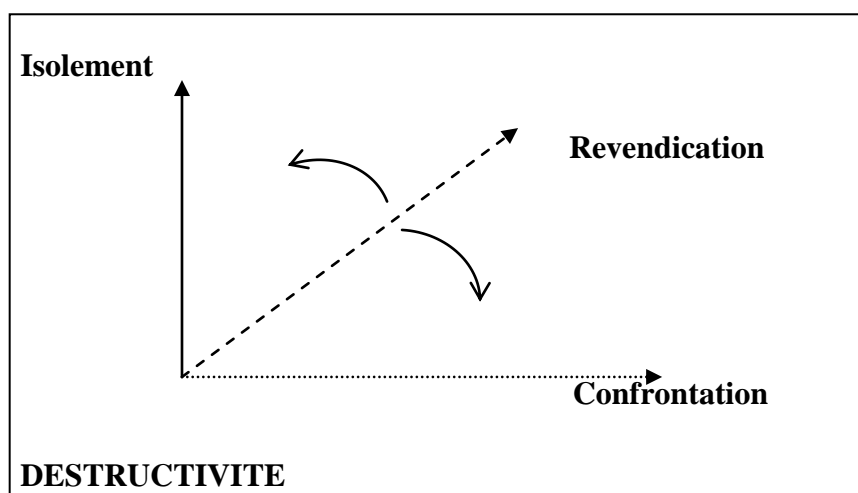 Isolement
Revendication
Confrontation
DESTRUCTIVITE